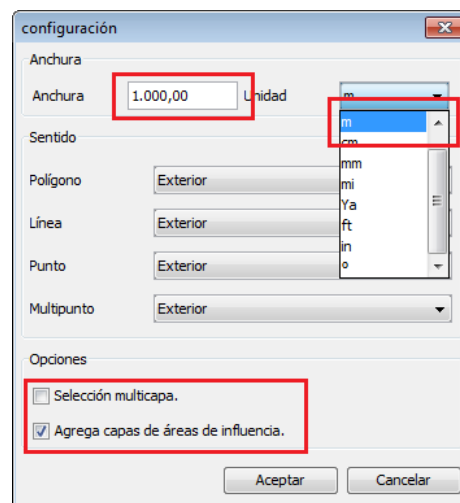 configuración
Anchura
Anchura 1.000,00 Unidad m
m
cm
mm
mi
Ya
ft
in
º
Sentido
Polígono Exterior
Línea Exterior
Punto Exterior
Multipunto Exterior
Opciones
Selección multicapa.
Agrega capas de áreas de influencia.
Aceptar Cancelar